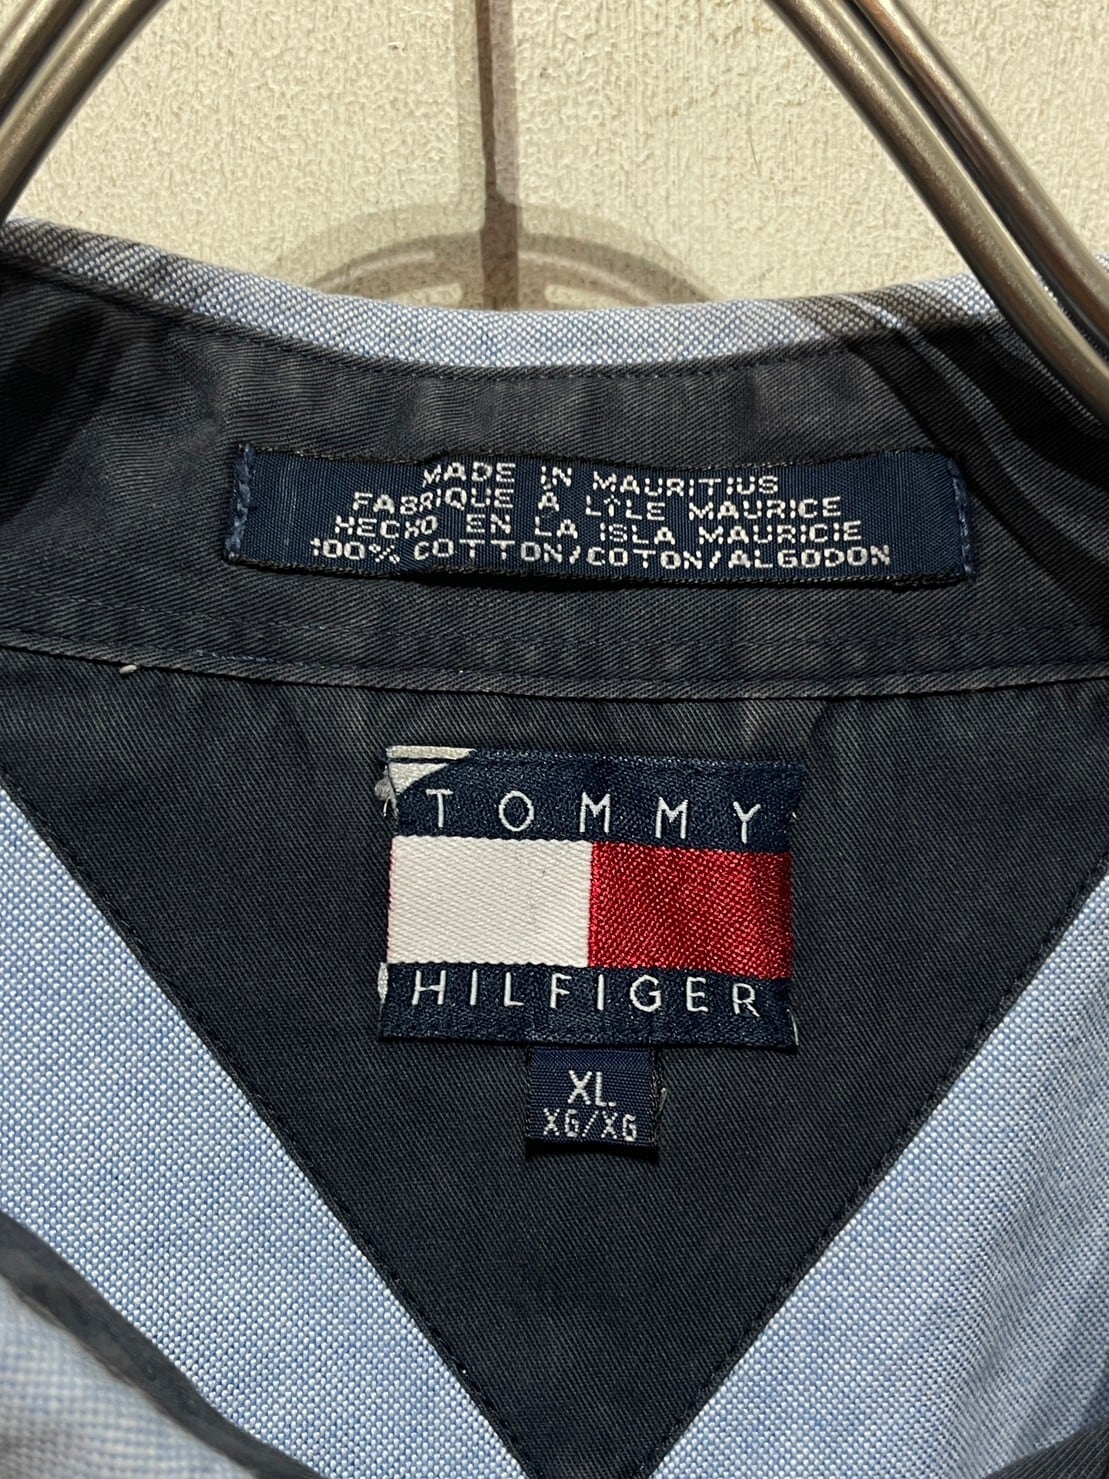 MADE IN MAURITIUS
FABRIQUE À L'ÎLE MAURICE
HECHO EN LA ISLA MAURICIE
100% COTTON/COTON/ALGODON
TOMMY
HILFIGER
XL
XG/XG